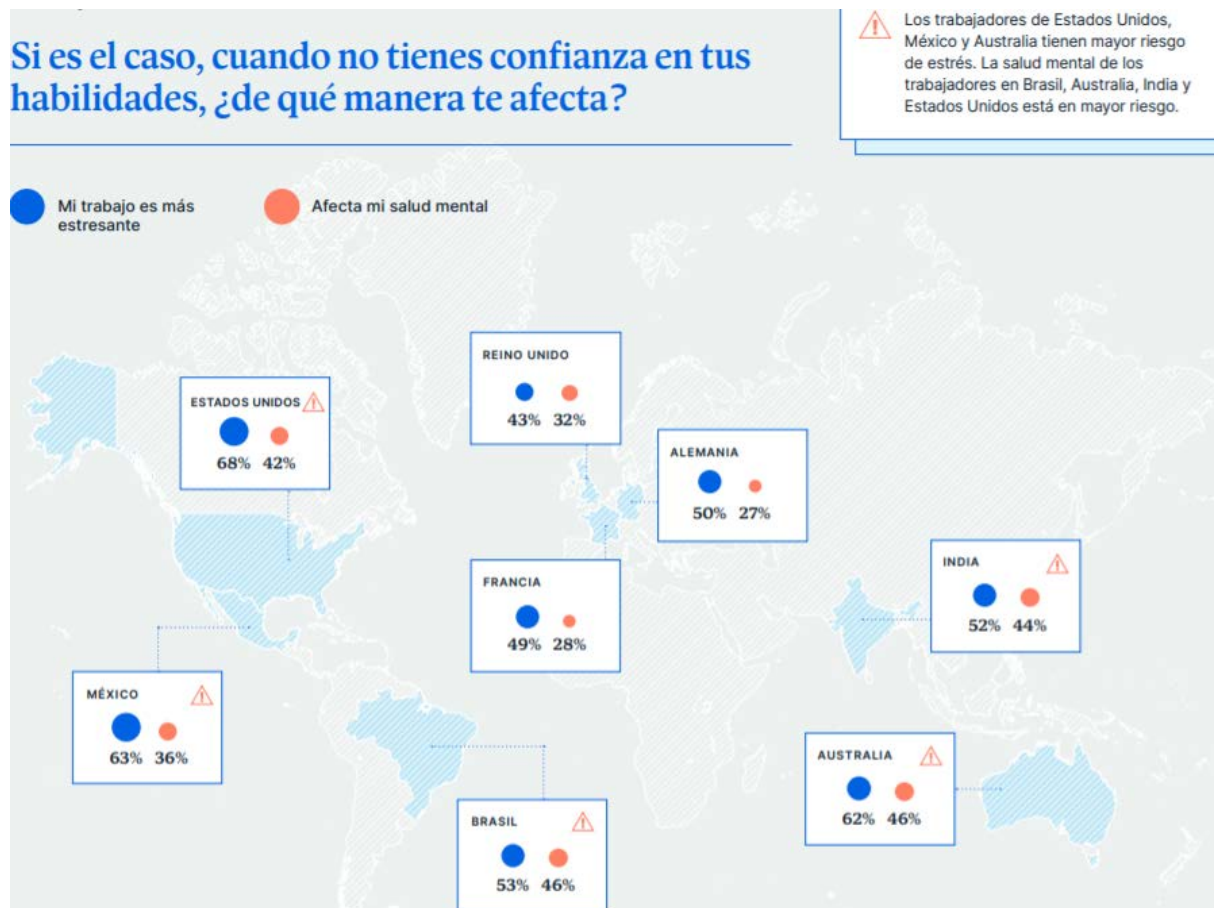 Si es el caso, cuando no tienes confianza en tus
habilidades, ¿de qué manera te afecta?
Los trabajadores de Estados Unidos,
México y Australia tienen mayor riesgo
de estrés. La salud mental de los
trabajadores en Brasil, Australia, India y
Estados Unidos está en mayor riesgo.
Mi trabajo es más
estresante
Afecta mi salud mental
REINO UNIDO
43% 32%
ESTADOS UNIDOS
68% 42%
ALEMANIA
50% 27%
FRANCIA
49% 28%
INDIA
52% 44%
MÉXICO
63% 36%
AUSTRALIA
62% 46%
BRASIL
53% 46%